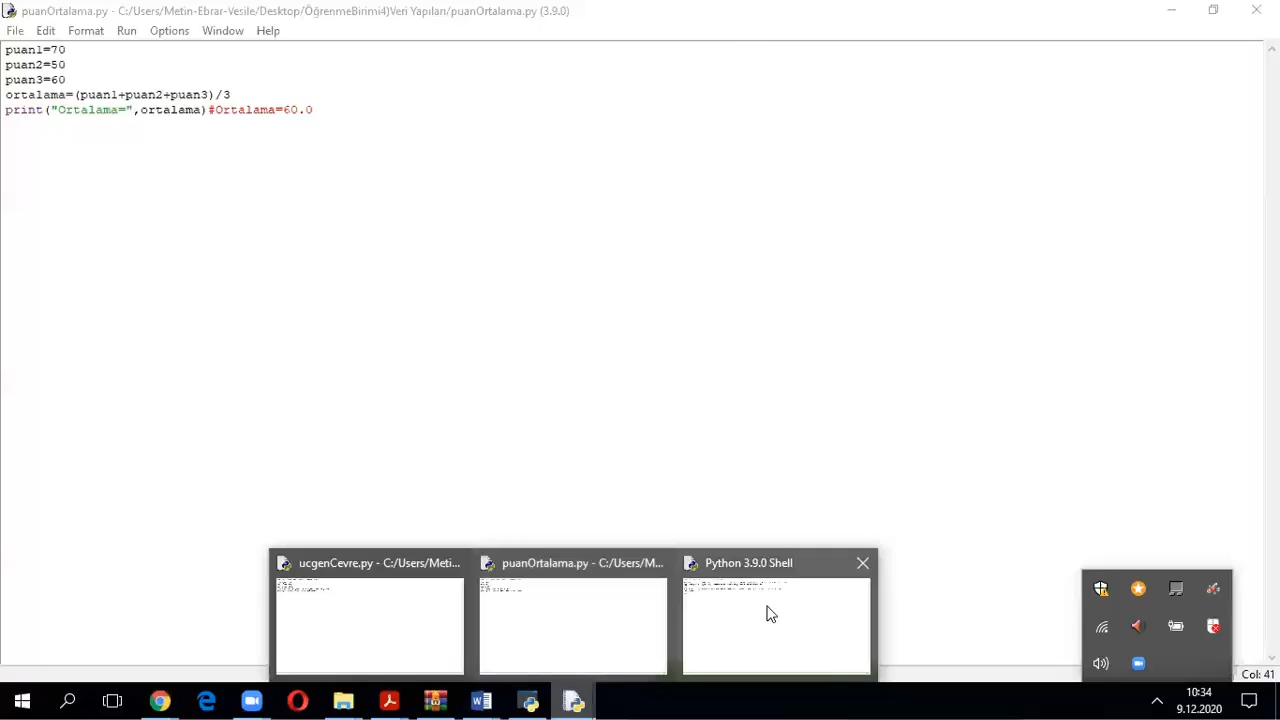 puanOrtalama.py - C:/Users/Metin-Ebrar-Vesile/Desktop/ÖğrenmeBirimi4)Veri Yapıları/puanOrtalama.py (3.9.0)
File Edit Format Run Options Window Help
puan1=70
puan2=50
puan3=60
ortalama=(puan1+puan2+puan3)/3
print("Ortalama=",ortalama)#Ortalama=60.0
ucgenCevre.py - C:/Users/Meti...
puanOrtalama.py - C:/Users/M...
Python 3.9.0 Shell
Col: 41
10:34
9.12.2020